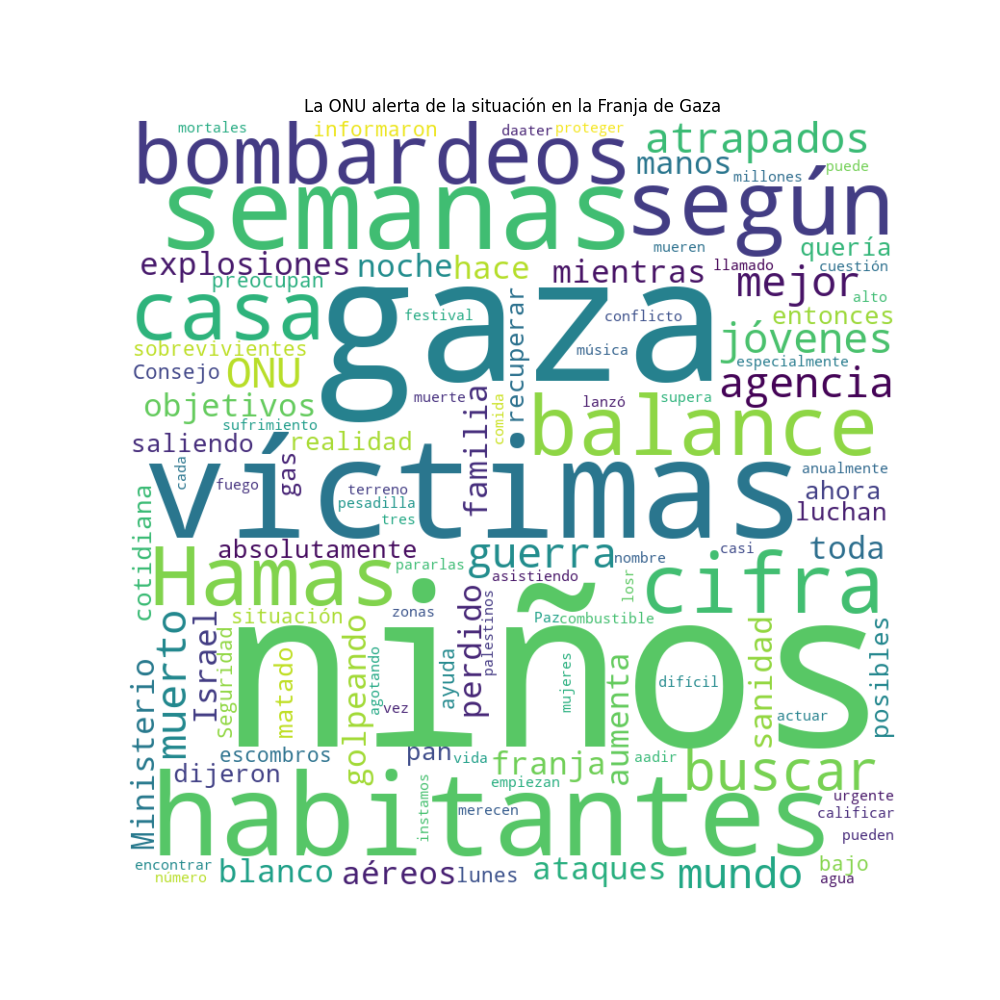 La ONU alerta de la situación en la Franja de Gaza
mortales
informaron
daater
proteger
bombardeos
atrapados
manos
puede
millones
semanas
según
mueren
quería
explosiones
noche
hace
mientras
llamado
cuestión
preocupan
mejor
casa
gaza
festival
recuperar
conflicto
alto
entonces
sobrevivientes
música
jóvenes
especialmente
Consejo
ONU
agencia
objetivos
muerte
comida
lanzó
supera
balance
sufrimiento
saliendo
realidad
familia
víctimas
cada
gas
anualmente
fuego
terreno
ahora
pesadilla
luchan
tres
cotidiana
absolutamente
guerra
casi
toda
nombre
Hamas
pararlas
asistiendo
losr
cifra
zonas
palestinos
Paz
combustible
situación
muerto
Israel
Seguridad
golpeando
perdido
niños
sanidad
posibles
matado
agotando
ayuda
mujeres
difícil
aumenta
vez
actuar
Ministerio
escombros
pan
vida
franja
aadir
dijeron
empiezan
buscar
habitantes
instamos
merecen
urgente
calificar
pueden
encontrar
número
blanco
aéreos
lunes
ataques
mundo
bajo
agua